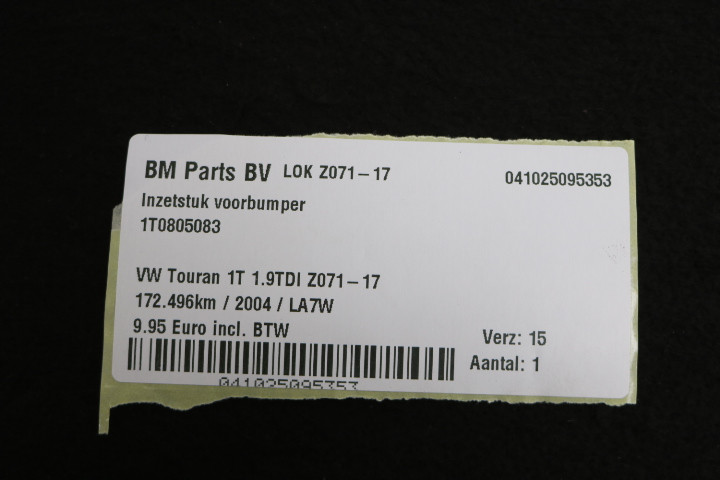 BM Parts BV LOK Z071-17 041025095353
Inzetstuk voorbumper
1T0805083
VW Touran 1T 1.9TDI Z071-17
172.496km / 2004 / LA7W
9.95 Euro incl. BTW
Verz: 15
Aantal: 1
041025095353